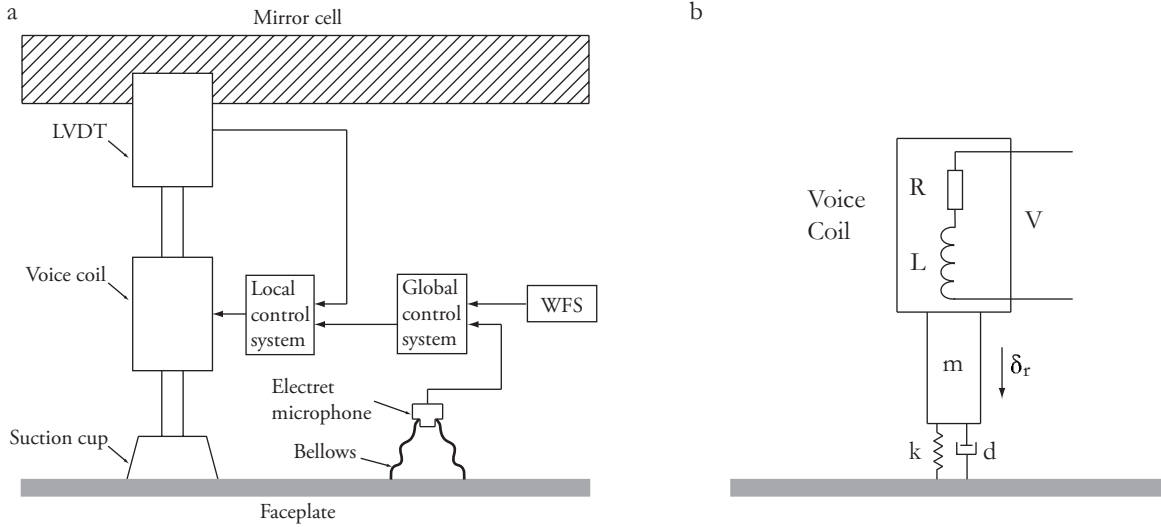 a
Mirror cell
LVDT
Voice coil
Local
control
system
Global
control
system
WFS
Electret
microphone
Suction cup
Bellows
Faceplate
b
Voice
Coil
R
L
V
m
δr
k
d